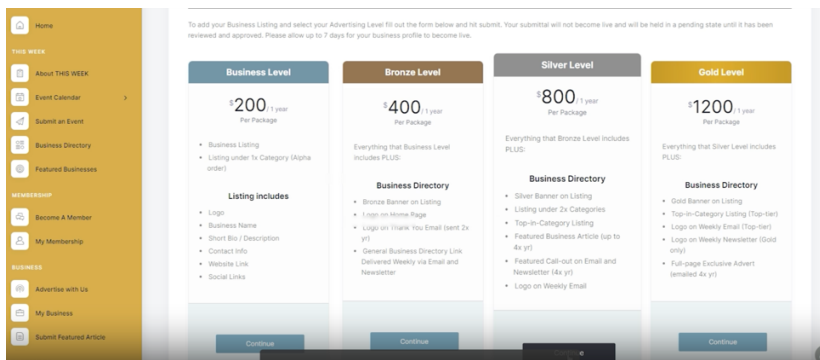 Home
THIS WEEK
About THIS WEEK
Event Calendar
Submit an Event
Business Directory
Featured Businesses
MEMBERSHIP
Become A Member
My Membership
BUSINESS
Advertise with Us
My Business
Submit Featured Article
To add your Business Listing and select your Advertising Level fill out the form below and hit submit. Your submittal will not become live and will be held in a pending state until it has
been reviewed and approved. Please allow up to 7 days for your business profile to become live.
Business Level
$200/ 1 year
Per Package
Business Listing
Listing under 1x Category (Alpha
order)
Listing includes
Logo
Business Name
Short Bio / Description
Contact Info
Website Link
Social Links
Continue
Bronze Level
$400/ 1 year
Per Package
Everything that Business Level
includes PLUS:
Business Directory
Bronze Banner on Listing
Logo on Home Page
Logo on Thank You Email (sent 2x
yr)
General Business Directory Link
Delivered Weekly via Email and
Newsletter
Continue
Silver Level
$800/ 1 year
Per Package
Everything that Bronze Level includes
PLUS:
Business Directory
Silver Banner on Listing
Listing under 2x Categories
Top-in-Category Listing
Featured Business Article (up to
4x yr)
Featured Call-out on Email and
Newsletter (4x yr)
Logo on Weekly Email
Gold Level
$1200/ 1 year
Per Package
Everything that Silver Level includes
PLUS:
Business Directory
Gold Banner on Listing
Top-in-Category Listing (Top-tier)
Logo on Weekly Email (Top-tier)
Logo on Weekly Newsletter (Gold
only)
Full-page Exclusive Advert
(emailed 4x yr)
Continue